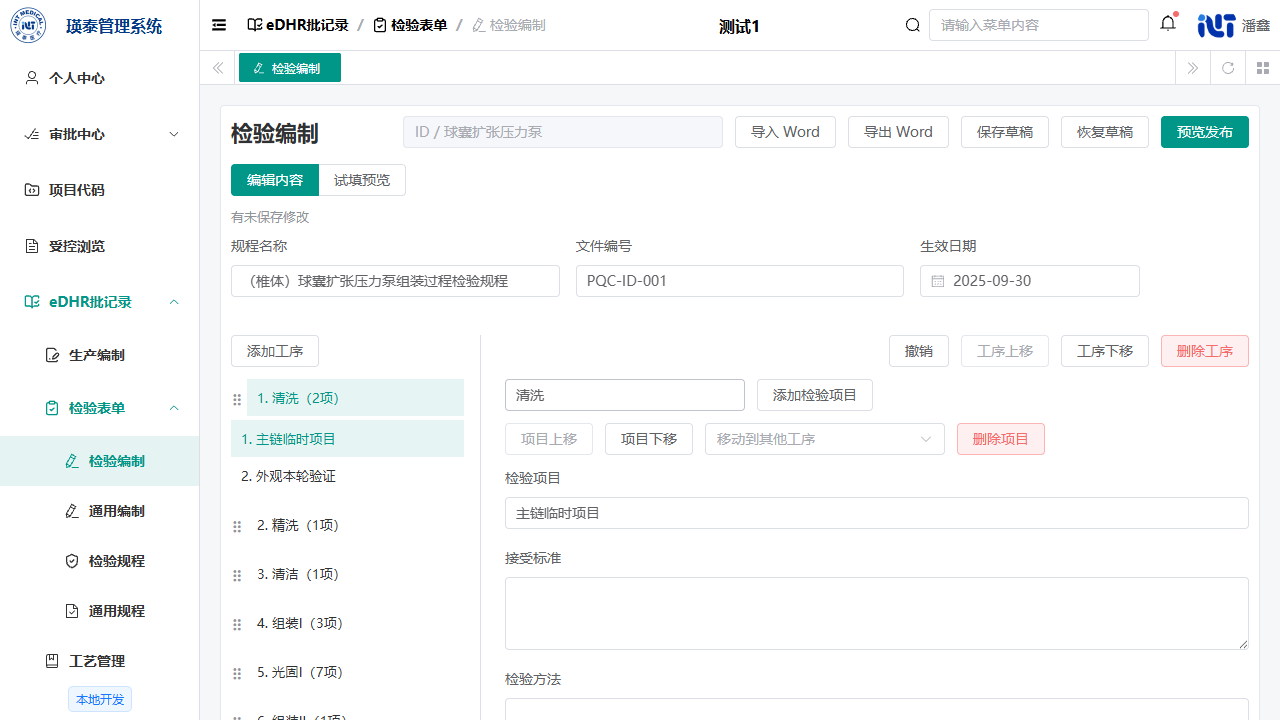 瑛泰管理系统
个人中心
审批中心
项目代码
受控浏览
eDHR批记录
生产编制
检验表单
检验编制
通用编制
检验规程
通用规程
工艺管理
本地开发
eDHR批记录 / 检验表单 / 检验编制
测试1
请输入菜单内容
潘鑫
检验编制
检验编制
ID / 球囊扩张压力泵
导入 Word
导出 Word
保存草稿
恢复草稿
预览发布
编辑内容
试填预览
有未保存修改
规程名称
文件编号
生效日期
（椎体）球囊扩张压力泵组装过程检验规程
PQC-ID-001
2025-09-30
添加工序
撤销
工序上移
工序下移
删除工序
1. 清洗（2项）
1. 主链临时项目
2. 外观本轮验证
2. 精洗（1项）
3. 清洁（1项）
4. 组装I（3项）
5. 光固I（7项）
6. 组装II（1项）
清洗
添加检验项目
项目上移
项目下移
移动到其他工序
删除项目
检验项目
主链临时项目
接受标准
检验方法